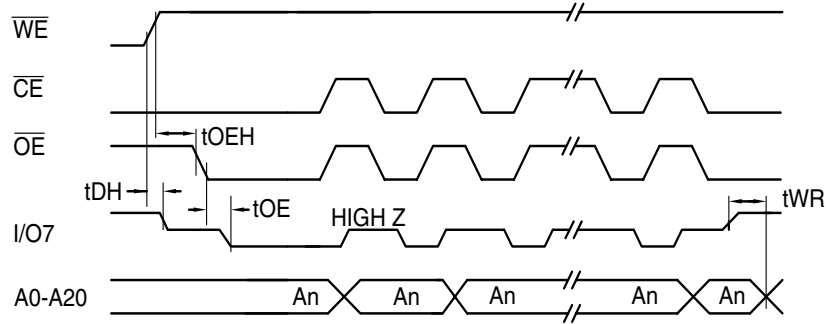 WE
CE
OE
tOEH
tDH
tOE
HIGH Z
tWR
I/O7
A0-A20
An An An An An